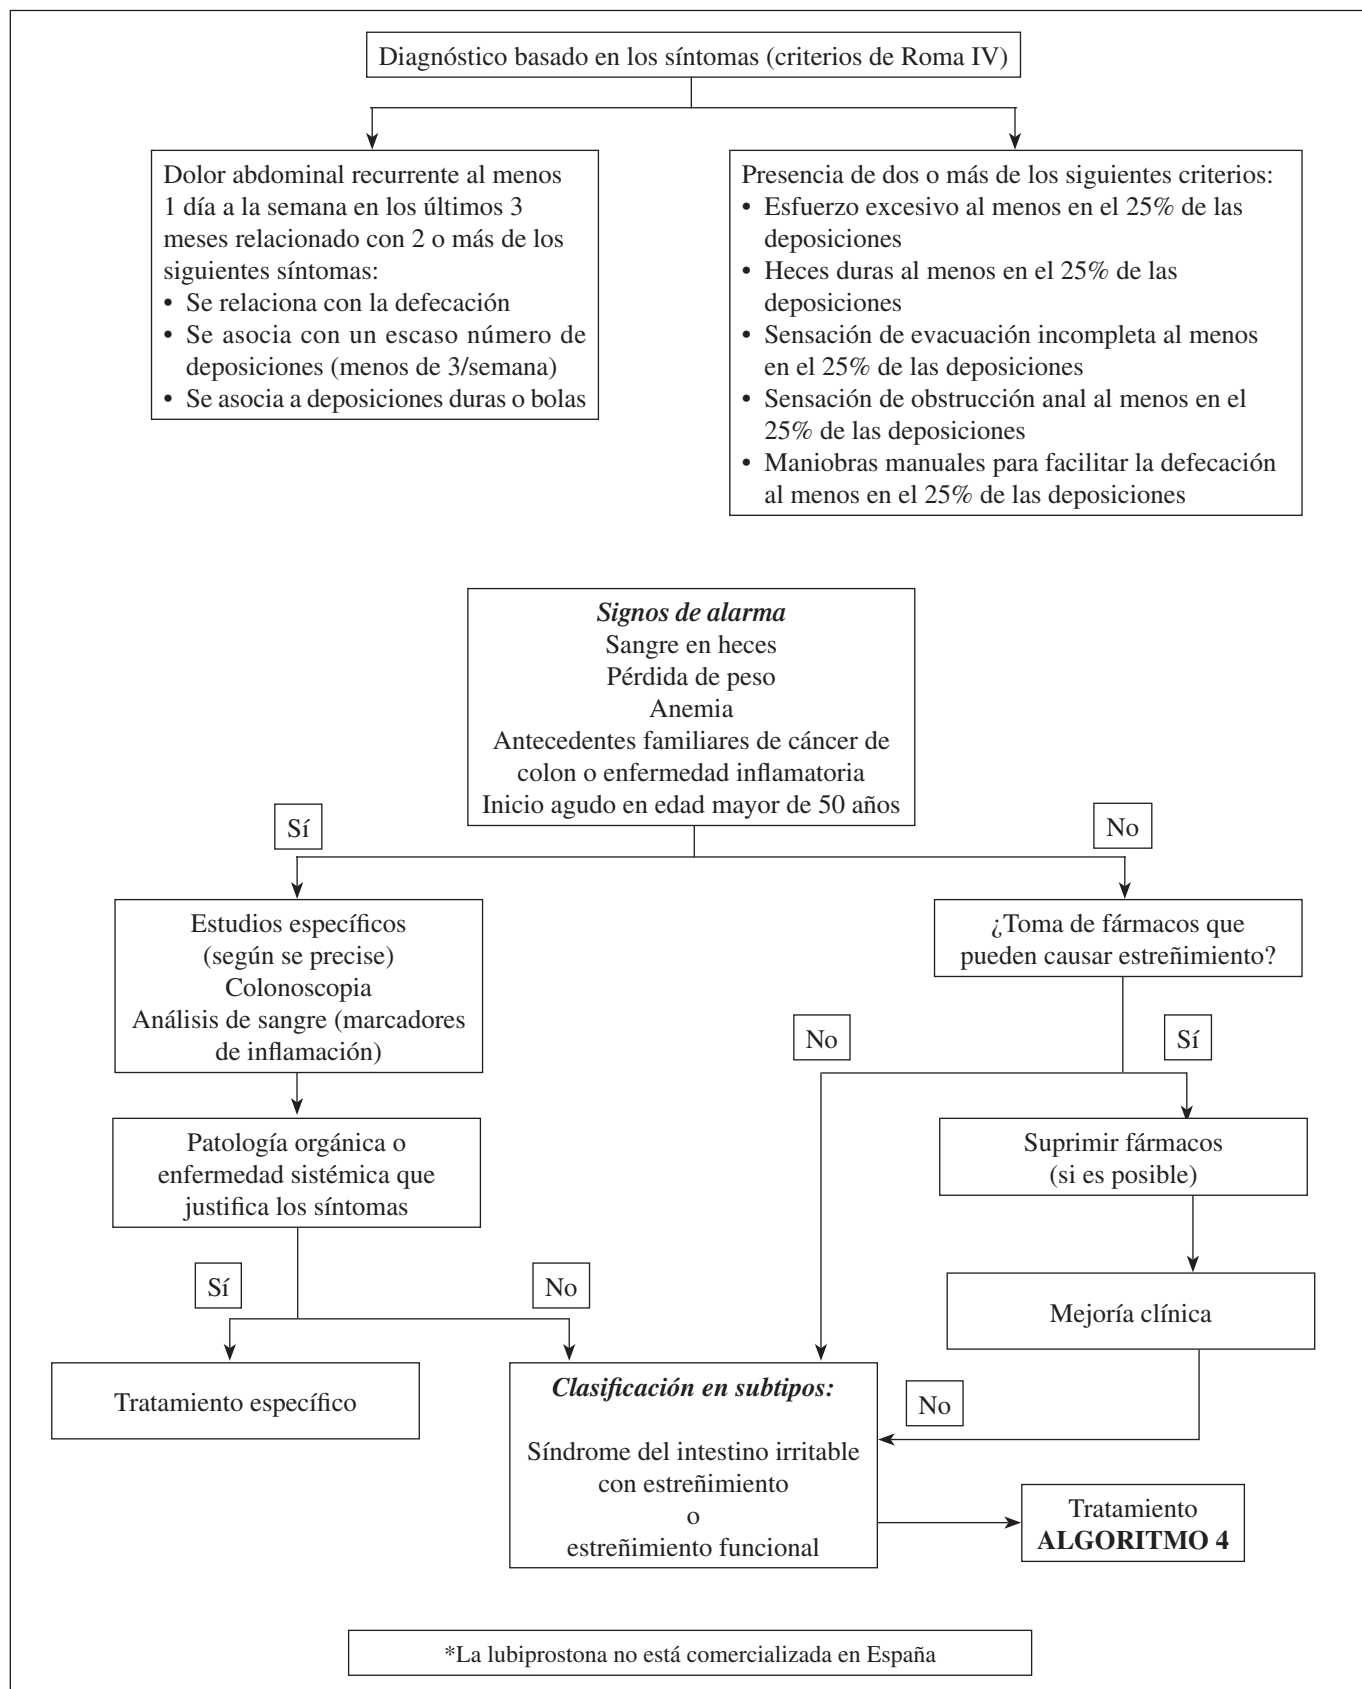 Diagnóstico basado en los síntomas (criterios de Roma IV)
Dolor abdominal recurrente al menos
1 día a la semana en los últimos 3
meses relacionado con 2 o más de los
siguientes síntomas:
• Se relaciona con la defecación
• Se asocia con un escaso número de
deposiciones (menos de 3/semana)
• Se asocia a deposiciones duras o bolas
Presencia de dos o más de los siguientes criterios:
• Esfuerzo excesivo al menos en el 25% de las
deposiciones
• Heces duras al menos en el 25% de las
deposiciones
• Sensación de evacuación incompleta al menos
en el 25% de las deposiciones
• Sensación de obstrucción anal al menos en el
25% de las deposiciones
• Maniobras manuales para facilitar la defecación
al menos en el 25% de las deposiciones
Signos de alarma
Sangre en heces
Pérdida de peso
Anemia
Antecedentes familiares de cáncer de
colon o enfermedad inflamatoria
Inicio agudo en edad mayor de 50 años
Sí
No
Estudios específicos
(según se precise)
Colonoscopia
Análisis de sangre (marcadores
de inflamación)
¿Toma de fármacos que
pueden causar estreñimiento?
No
Sí
Patología orgánica o
enfermedad sistémica que
justifica los síntomas
Suprimir fármacos
(si es posible)
Sí
No
Mejoría clínica
Tratamiento específico
Clasificación en subtipos:
Síndrome del intestino irritable
con estreñimiento
o
estreñimiento funcional
No
Tratamiento
ALGORITMO 4
*La lubiprostona no está comercializada en España